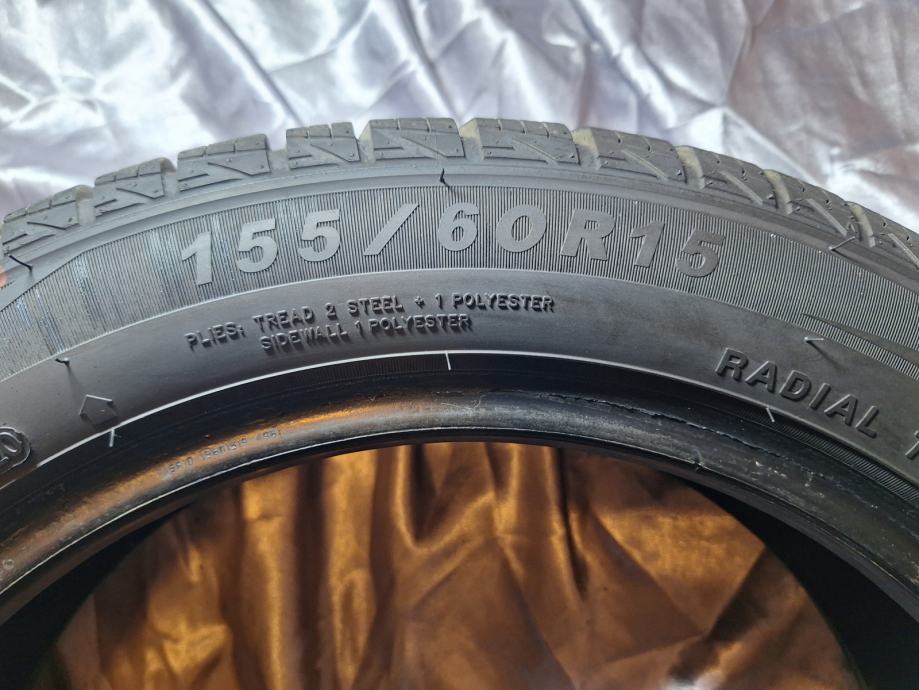 155/60R15
PLIES: TREAD 2 STEEL + 1 POLYESTER
SIDEWALL 1 POLYESTER
RADIAL